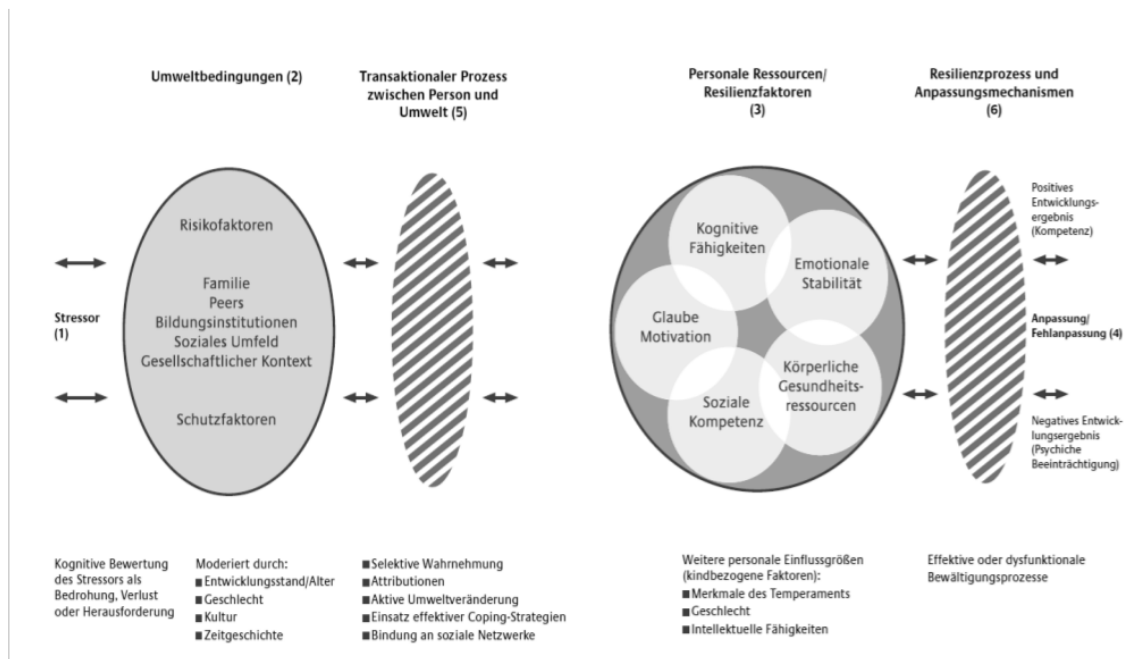 Umweltbedingungen (2)
Transaktionaler Prozess
zwischen Person und
Umwelt (5)
Personale Ressourcen/
Resilienzfaktoren
(3)
Resilienzprozess und
Anpassungsmechanismen
(6)
Stressor
(1)
Risikofaktoren
Familie
Peers
Bildungsinstitutionen
Soziales Umfeld
Gesellschaftlicher Kontext
Schutzfaktoren
Kognitive
Fähigkeiten
Emotionale
Stabilität
Glaube
Motivation
Körperliche
Gesundheits-
ressourcen
Soziale
Kompetenz
Positives
Entwicklungs-
ergebnis
(Kompetenz)
Anpassung/
Fehlanpassung (4)
Negatives Entwick-
lungsergebnis
(Psychiche
Beeinträchtigung)
Kognitive Bewertung
des Stressors als
Bedrohung, Verlust
oder Herausforderung
Moderiert durch:
■ Entwicklungsstand/Alter
■ Geschlecht
■ Kultur
■ Zeitgeschichte
■ Selektive Wahrnehmung
■ Attributionen
■ Aktive Umweltveränderung
■ Einsatz effektiver Coping-Strategien
■ Bindung an soziale Netzwerke
Weitere personale Einflussgrößen
(kindbezogene Faktoren):
■ Merkmale des Temperaments
■ Geschlecht
■ Intellektuelle Fähigkeiten
Effektive oder dysfunktionale
Bewältigungsprozesse